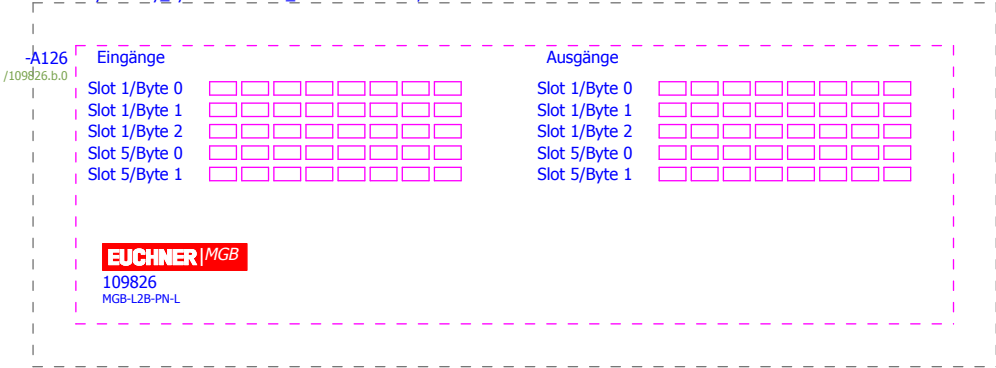 -A126
/109826.b.0
Eingänge
Slot 1/Byte 0
Slot 1/Byte 1
Slot 1/Byte 2
Slot 5/Byte 0
Slot 5/Byte 1
Ausgänge
Slot 1/Byte 0
Slot 1/Byte 1
Slot 1/Byte 2
Slot 5/Byte 0
Slot 5/Byte 1
EUCHNER|MGB
109826
MGB-L2B-PN-L